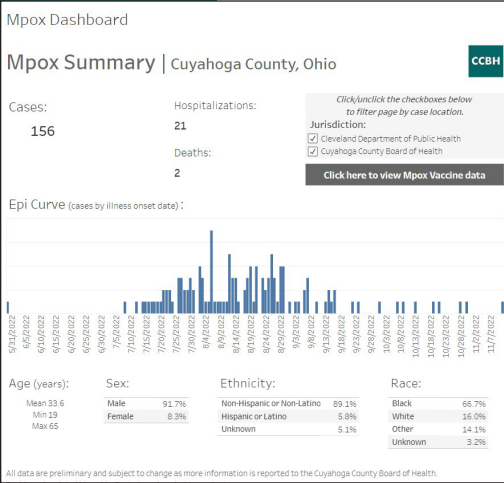 Mpox Dashboard
Mpox Summary | Cuyahoga County, Ohio
CCBH
Cases:
156
Hospitalizations:
21
Deaths:
2
Click/unclick the checkboxes below
to filter page by case location.
Jurisdiction:
Cleveland Department of Public Health
Cuyahoga County Board of Health
Click here to view Mpox Vaccine data
Epi Curve (cases by illness onset date) :
5/31/2022
6/5/2022
6/10/2022
6/15/2022
6/20/2022
6/25/2022
6/30/2022
7/5/2022
7/10/2022
7/15/2022
7/20/2022
7/25/2022
7/30/2022
8/4/2022
8/9/2022
8/14/2022
8/19/2022
8/24/2022
8/29/2022
9/3/2022
9/8/2022
9/13/2022
9/18/2022
9/23/2022
9/28/2022
10/3/2022
10/8/2022
10/13/2022
10/18/2022
10/23/2022
10/28/2022
11/2/2022
11/7/2022
Age (years):
Mean 33.6
Min 19
Max 65
Sex:
Male 91.7%
Female 8.3%
Ethnicity:
Non-Hispanic or Non-Latino 89.1%
Hispanic or Latino 5.8%
Unknown 5.1%
Race:
Black 66.7%
White 16.0%
Other 14.1%
Unknown 3.2%
All data are preliminary and subject to change as more information is reported to the Cuyahoga County Board of Health.